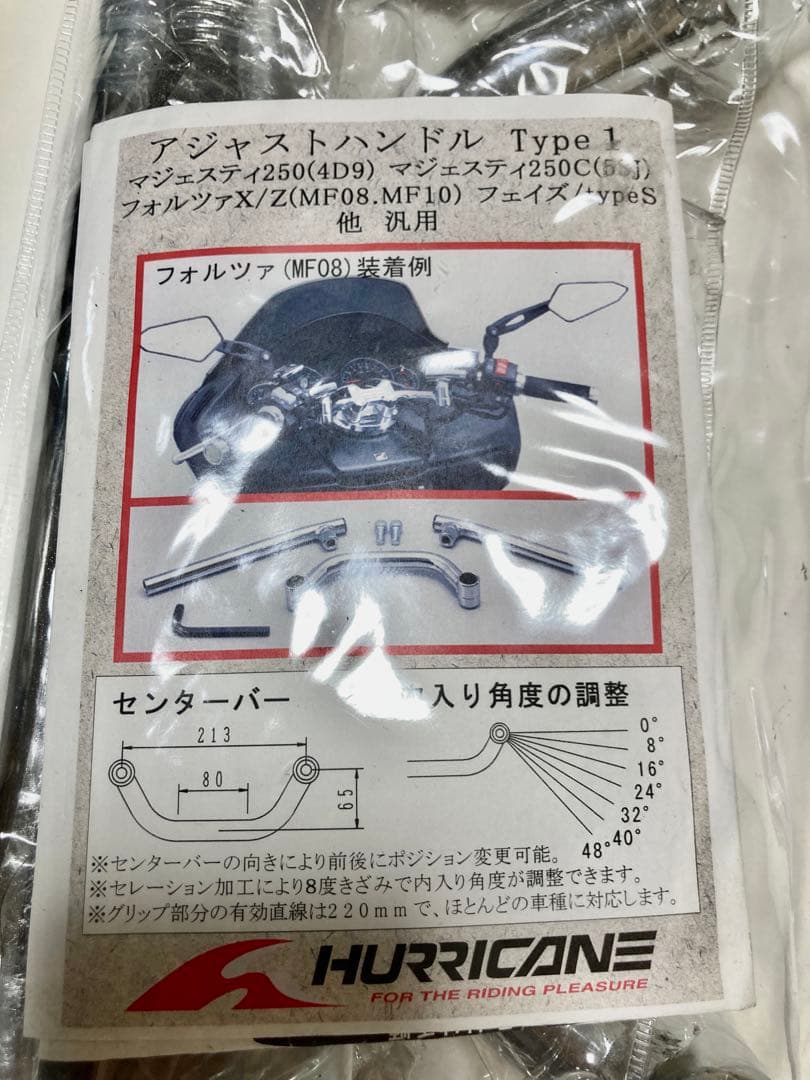 アジャストハンドル Type 1
マジェスティ250(4D9) マジェスティ250C(5SJ)
フォルツァX/Z(MF08.MF10) フェイズ/typeS
他 汎用
フォルツァ(MF08)装着例
センターバー
入り角度の調整
213
80
65
0°
8°
16°
24°
32°
40°
48°
※センターバーの向きにより前後にポジション変更可能。
※セレーション加工により8度きざみで内入り角度が調整できます。
※グリップ部分の有効直線は220mmで、ほとんどの車種に対応します。
HURRICANE
FOR THE RIDING PLEASURE